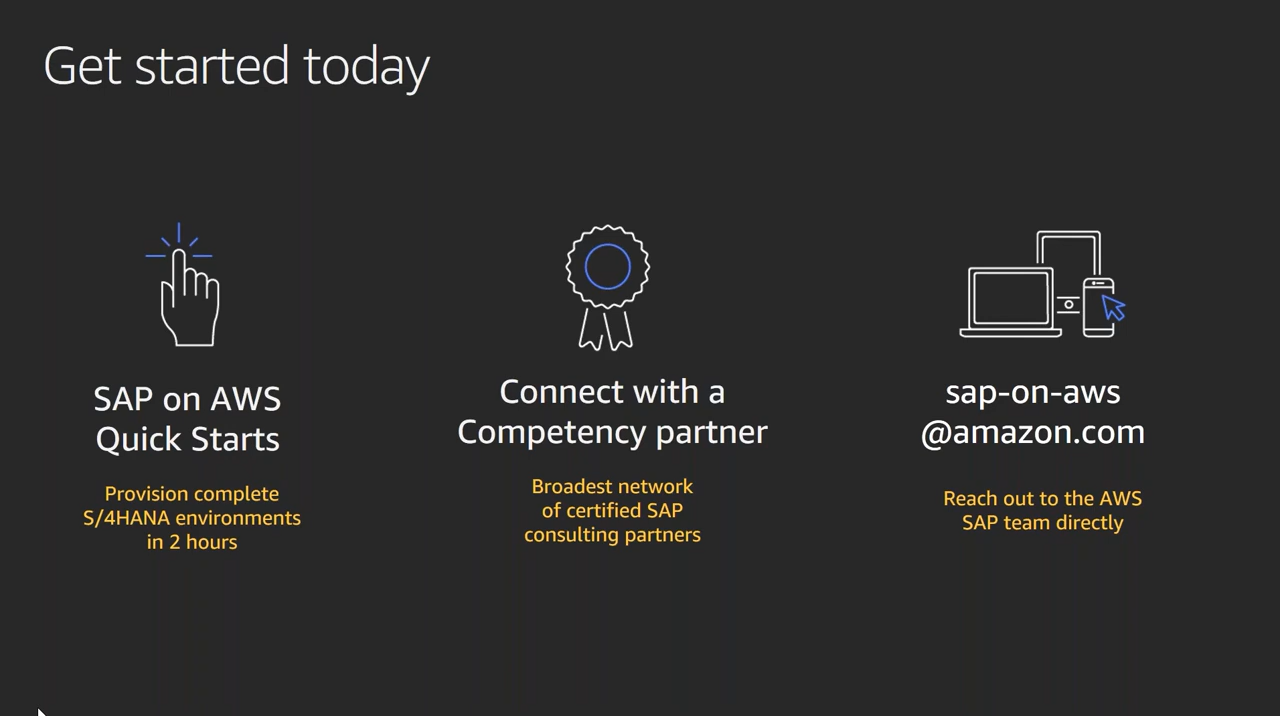 Get started today
SAP on AWS
Quick Starts
Provision complete
S/4HANA environments
in 2 hours
Connect with a
Competency partner
Broadest network
of certified SAP
consulting partners
sap-on-aws
@amazon.com
Reach out to the AWS
SAP team directly